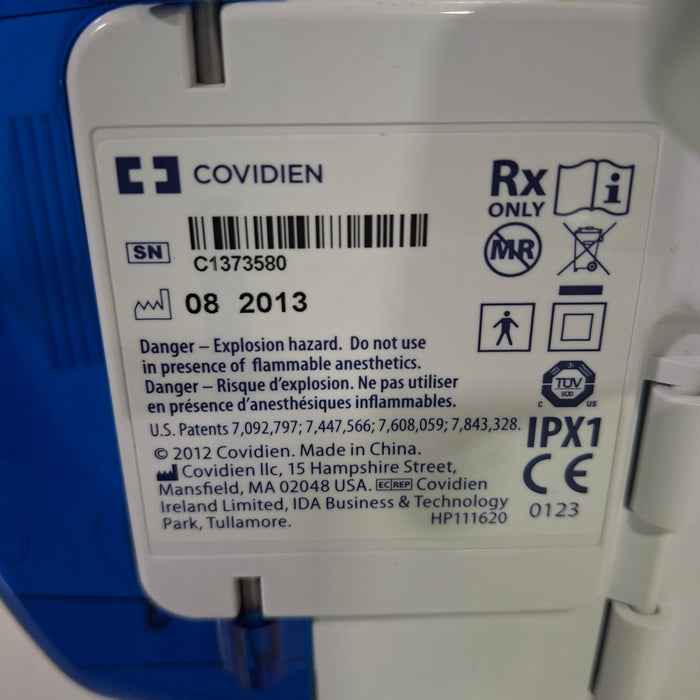 COVIDIEN
Rx
ONLY
i
SN
C1373580
MR
08 2013
Danger – Explosion hazard. Do not use
in presence of flammable anesthetics.
Danger – Risque d'explosion. Ne pas utiliser
en présence d'anesthésiques inflammables.
TÜV
SÜD
C US
U.S. Patents 7,092,797; 7,447,566; 7,608,059; 7,843,328.
IPX1
© 2012 Covidien. Made in China.
Covidien llc, 15 Hampshire Street,
Mansfield, MA 02048 USA. EC REP Covidien
Ireland Limited, IDA Business & Technology
Park, Tullamore.
HP111620
CE
0123